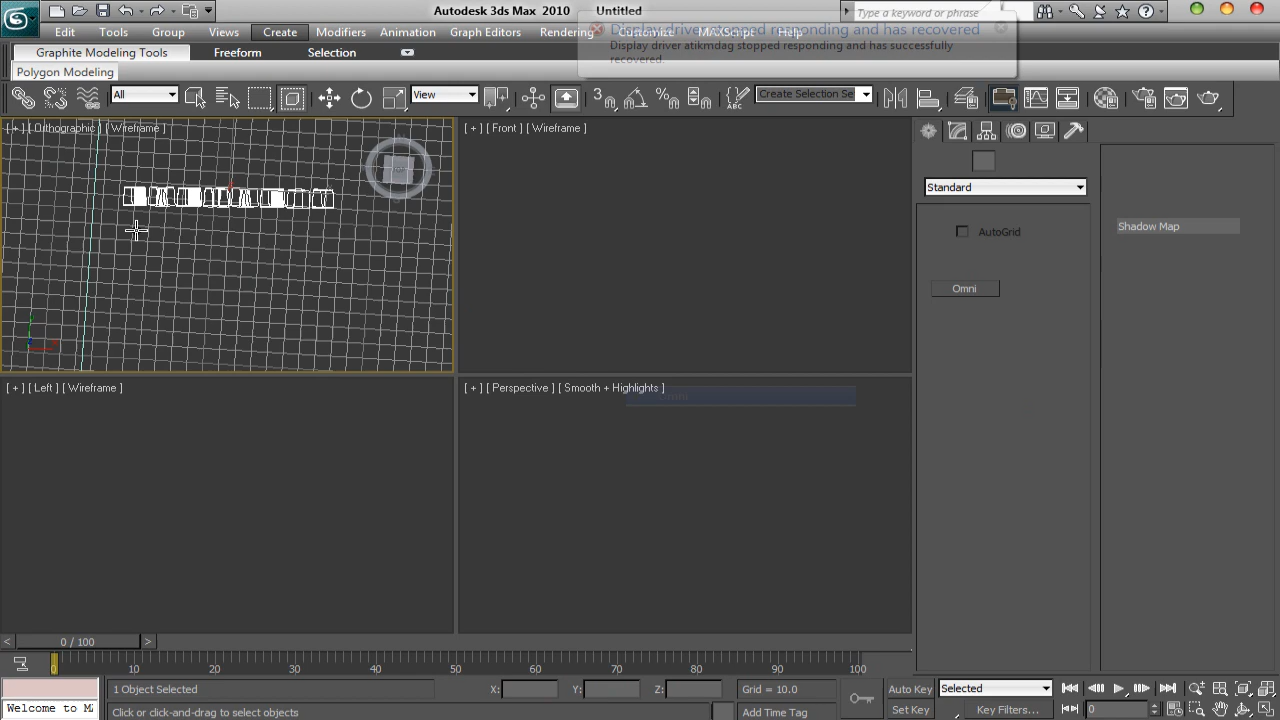 Autodesk 3ds Max 2010 Untitled
Type a keyword or phrase
Edit Tools Group Views Create Modifiers Animation Graph Editors Rendering Customize MAXScript Help
Display driver stopped responding and has recovered
Display driver atikmdag stopped responding and has successfully
recovered.
Graphite Modeling Tools Freeform Selection
Polygon Modeling
All View 3 Create Selection Se
[ + ] [ Orthographic ] [ Wireframe ]
[ + ] [ Front ] [ Wireframe ]
Standard
AutoGrid
Shadow Map
Omni
[ + ] [ Left ] [ Wireframe ]
[ + ] [ Perspective ] [ Smooth + Highlights ]
Omni
< 0 / 100 >
0 10 20 30 40 50 60 70 80 90 100
1 Object Selected X: Y: Z: Grid = 10.0 Auto Key Selected
Welcome to MA Click or click-and-drag to select objects Add Time Tag Set Key Key Filters... 0